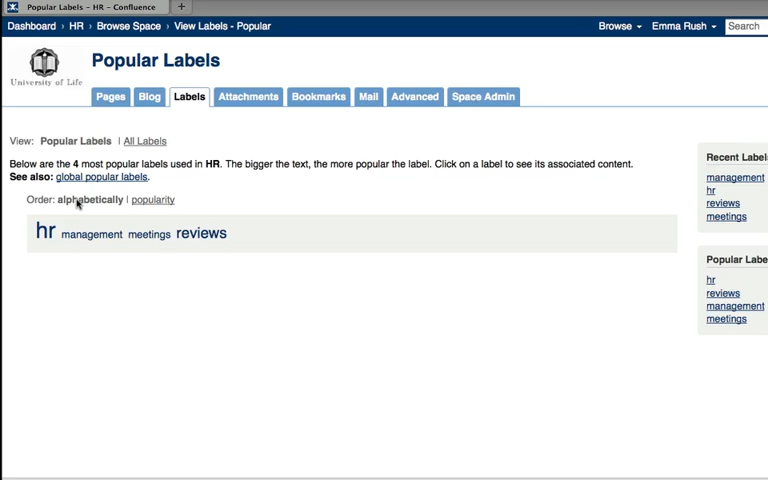 Popular Labels - HR - Confluence
Dashboard › HR › Browse Space › View Labels - Popular
Browse
Emma Rush
Search
University of Life
Popular Labels
Pages
Blog
Labels
Attachments
Bookmarks
Mail
Advanced
Space Admin
View: Popular Labels | All Labels
Below are the 4 most popular labels used in HR. The bigger the text, the more popular the label. Click on a label to see its associated content.
See also: global popular labels.
Order: alphabetically | popularity
hr management meetings reviews
Recent Labels
management
hr
reviews
meetings
Popular Labe
hr
reviews
management
meetings